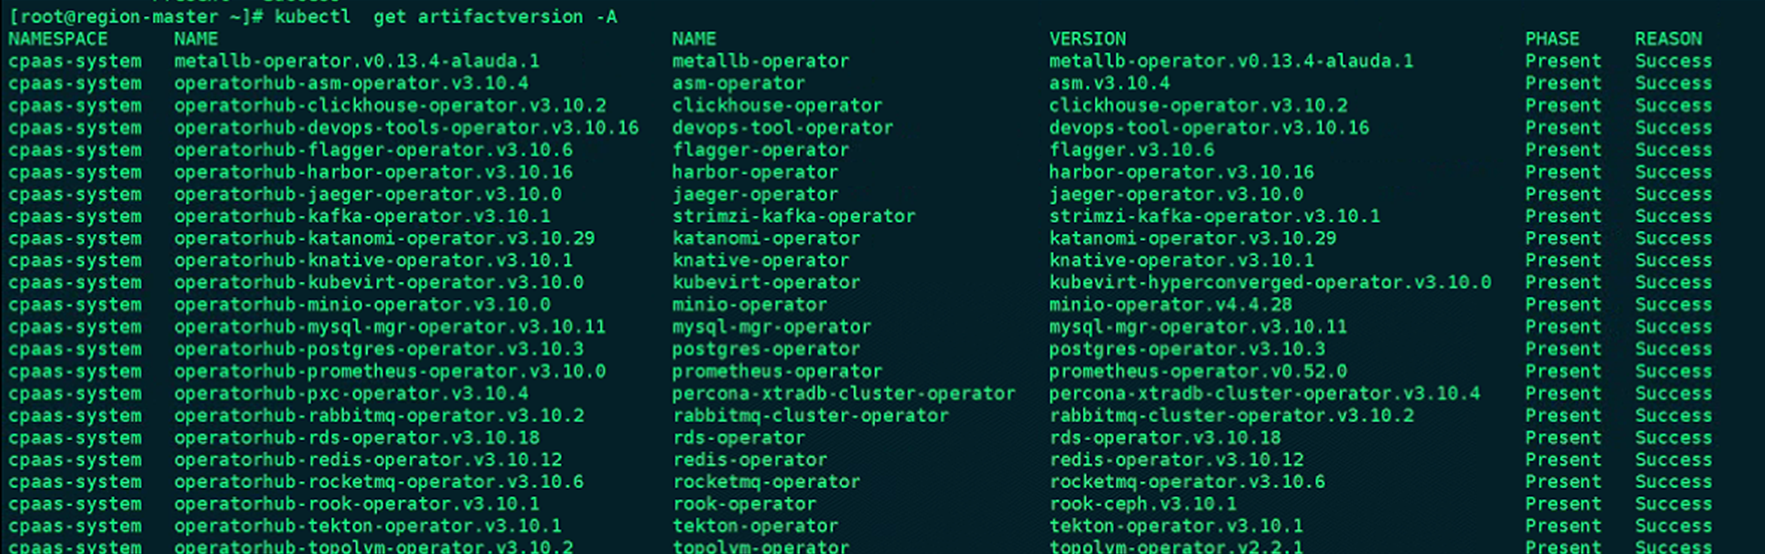 [root@region-master ~]# kubectl  get artifactversion -A
NAMESPACE NAME NAME VERSION PHASE REASON
cpaas-system metallb-operator.v0.13.4-alauda.1 metallb-operator metallb-operator.v0.13.4-alauda.1 Present Success
cpaas-system operatorhub-asm-operator.v3.10.4 asm-operator asm.v3.10.4 Present Success
cpaas-system operatorhub-clickhouse-operator.v3.10.2 clickhouse-operator clickhouse-operator.v3.10.2 Present Success
cpaas-system operatorhub-devops-tools-operator.v3.10.16 devops-tool-operator devops-tool-operator.v3.10.16 Present Success
cpaas-system operatorhub-flagger-operator.v3.10.6 flagger-operator flagger.v3.10.6 Present Success
cpaas-system operatorhub-harbor-operator.v3.10.16 harbor-operator harbor-operator.v3.10.16 Present Success
cpaas-system operatorhub-jaeger-operator.v3.10.0 jaeger-operator jaeger-operator.v3.10.0 Present Success
cpaas-system operatorhub-kafka-operator.v3.10.1 strimzi-kafka-operator strimzi-kafka-operator.v3.10.1 Present Success
cpaas-system operatorhub-katanomi-operator.v3.10.29 katanomi-operator katanomi-operator.v3.10.29 Present Success
cpaas-system operatorhub-knative-operator.v3.10.1 knative-operator knative-operator.v3.10.1 Present Success
cpaas-system operatorhub-kubevirt-operator.v3.10.0 kubevirt-operator kubevirt-hyperconverged-operator.v3.10.0 Present Success
cpaas-system operatorhub-minio-operator.v3.10.0 minio-operator minio-operator.v4.4.28 Present Success
cpaas-system operatorhub-mysql-mgr-operator.v3.10.11 mysql-mgr-operator mysql-mgr-operator.v3.10.11 Present Success
cpaas-system operatorhub-postgres-operator.v3.10.3 postgres-operator postgres-operator.v3.10.3 Present Success
cpaas-system operatorhub-prometheus-operator.v3.10.0 prometheus-operator prometheus-operator.v0.52.0 Present Success
cpaas-system operatorhub-pxc-operator.v3.10.4 percona-xtradb-cluster-operator percona-xtradb-cluster-operator.v3.10.4 Present Success
cpaas-system operatorhub-rabbitmq-operator.v3.10.2 rabbitmq-cluster-operator rabbitmq-cluster-operator.v3.10.2 Present Success
cpaas-system operatorhub-rds-operator.v3.10.18 rds-operator rds-operator.v3.10.18 Present Success
cpaas-system operatorhub-redis-operator.v3.10.12 redis-operator redis-operator.v3.10.12 Present Success
cpaas-system operatorhub-rocketmq-operator.v3.10.6 rocketmq-operator rocketmq-operator.v3.10.6 Present Success
cpaas-system operatorhub-rook-operator.v3.10.1 rook-operator rook-ceph.v3.10.1 Present Success
cpaas-system operatorhub-tekton-operator.v3.10.1 tekton-operator tekton-operator.v3.10.1 Present Success
cpaas-system operatorhub-topolvm-operator.v3.10.2 topolvm-operator topolvm-operator.v2.2.1 Present Success